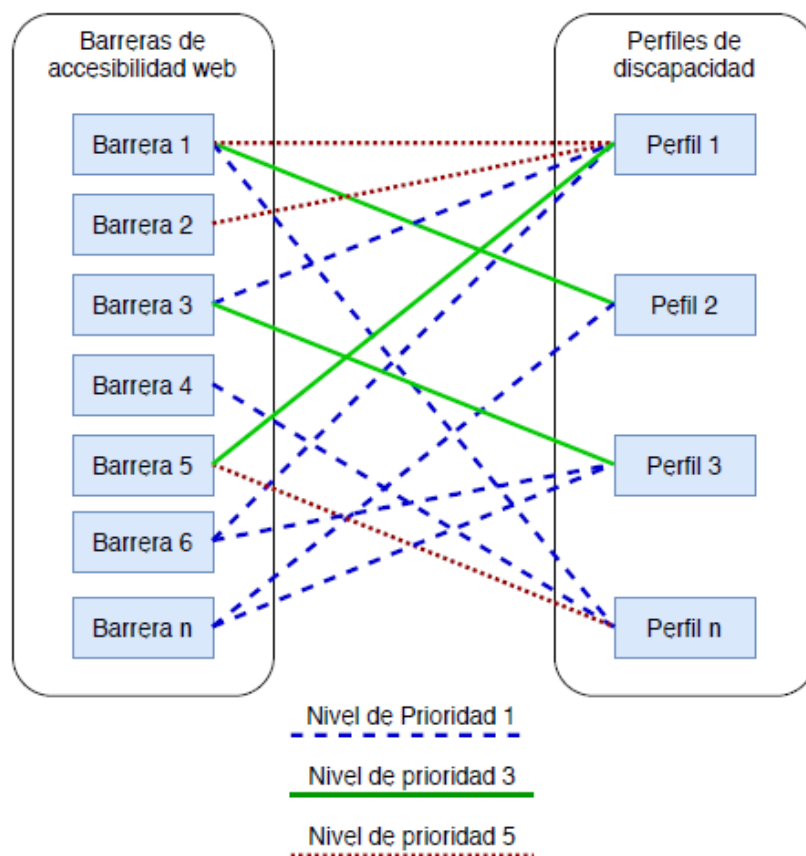 Barreras de
accesibilidad web
Barrera 1
Barrera 2
Barrera 3
Barrera 4
Barrera 5
Barrera 6
Barrera n
Perfiles de
discapacidad
Perfil 1
Pefil 2
Perfil 3
Perfil n
Nivel de Prioridad 1
Nivel de prioridad 3
Nivel de prioridad 5